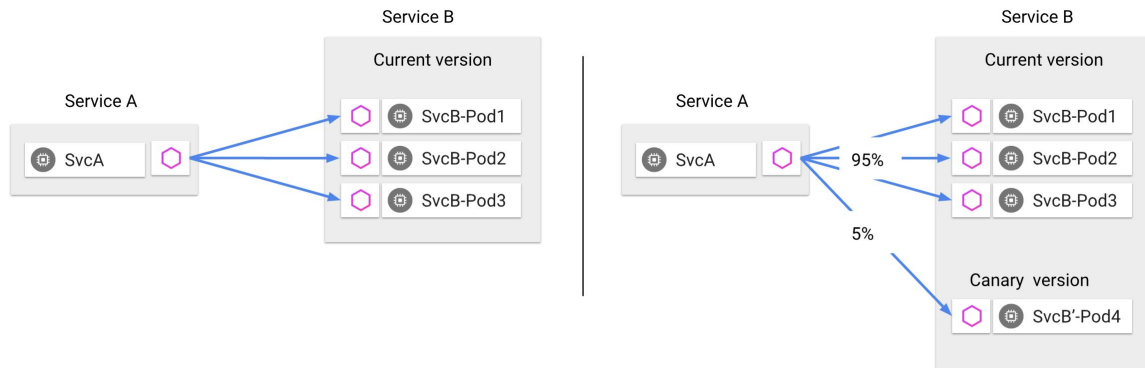 Service B
Current version
Service A
SvcA
SvcB-Pod1
SvcB-Pod2
SvcB-Pod3
Service B
Current version
Service A
SvcA
95%
5%
SvcB-Pod1
SvcB-Pod2
SvcB-Pod3
Canary version
SvcB’-Pod4